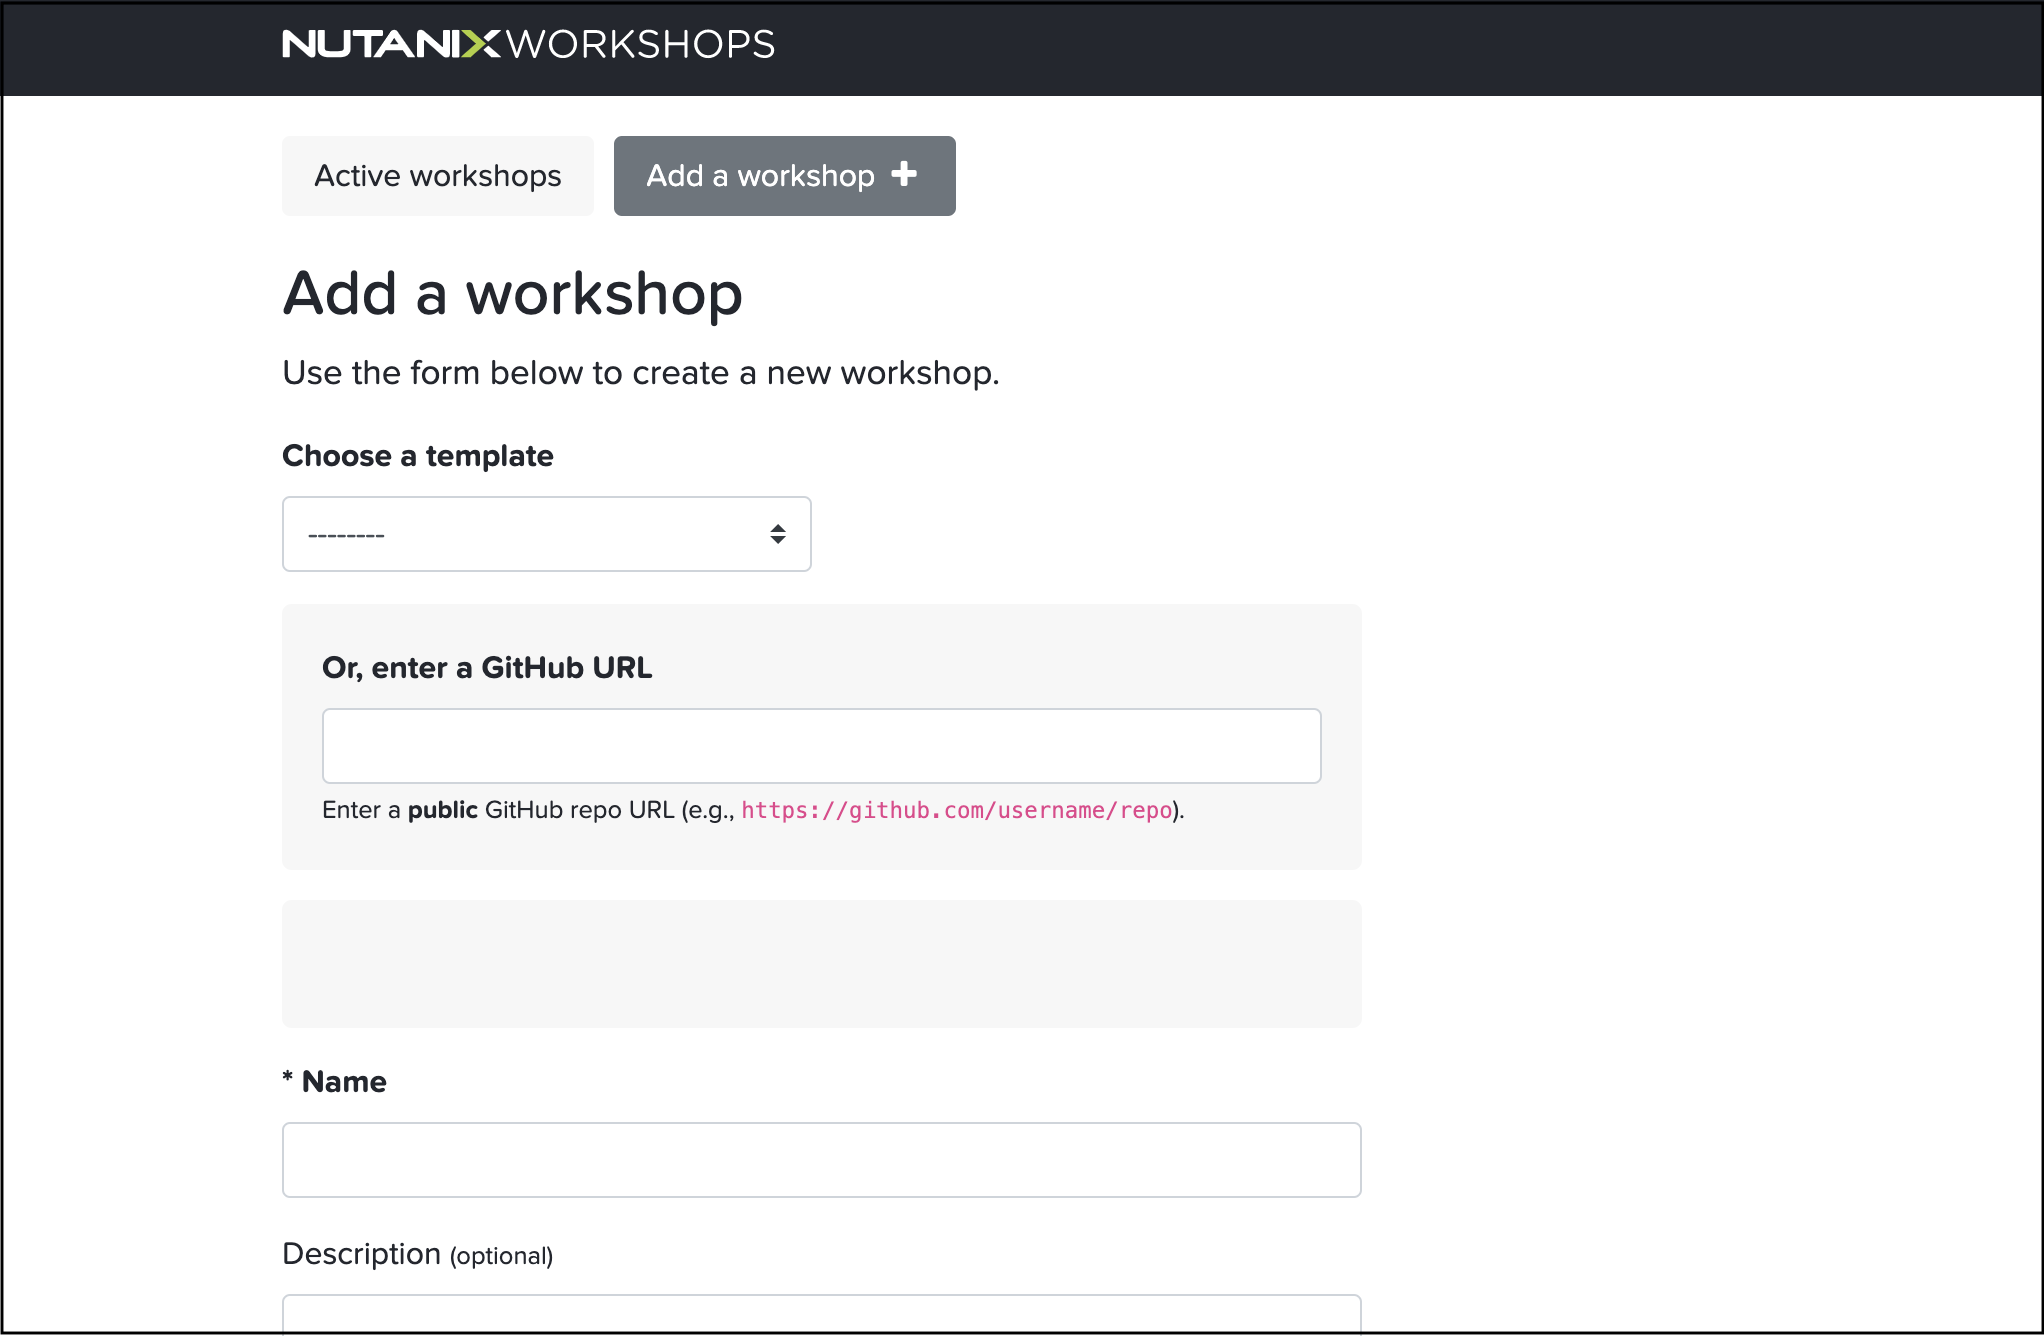 NUTANIX WORKSHOPS
Active workshops
Add a workshop +
Add a workshop
Use the form below to create a new workshop.
Choose a template
--------
Or, enter a GitHub URL
Enter a public GitHub repo URL (e.g., https://github.com/username/repo).
* Name
Description (optional)